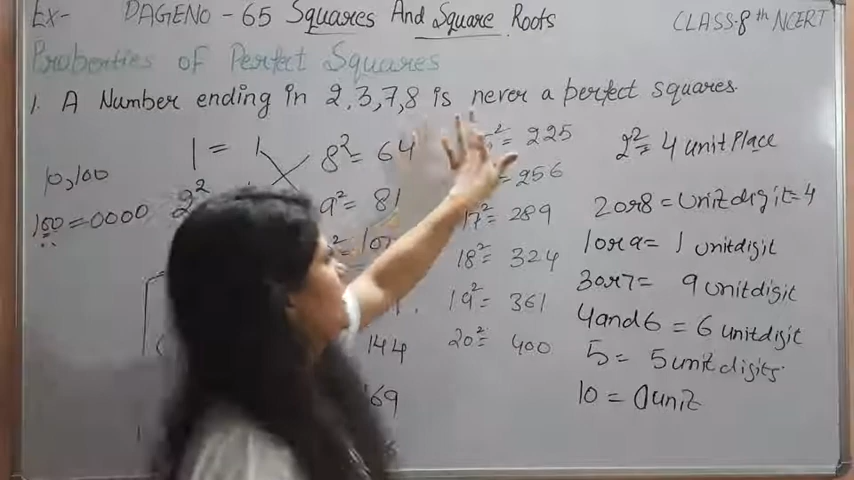 Ex- PAGENO - 65 Squares And Square Roots CLASS-8th NCERT
Properties of Perfect Squares
1. A Number ending in 2,3,7,8 is never a perfect squares.
1 = 1
10,100
100 = 0000
2²
8² = 64
9² = 81
144
169
= 225
= 256
17² = 289
18² = 324
19² = 361
20² = 400
2² = 4 unit Place
2 or 8 = unit digit = 4
1 or 9 = 1 unit digit
3 or 7 = 9 unit digit
4 and 6 = 6 unit digit
5 = 5 unit digits
10 = 0 unit